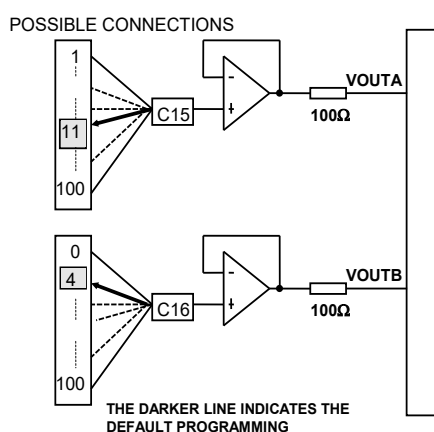 POSSIBLE CONNECTIONS
1
11
100
C15
-
+
VOUTA
100Ω
0
4
100
C16
-
+
VOUTB
100Ω
THE DARKER LINE INDICATES THE
DEFAULT PROGRAMMING